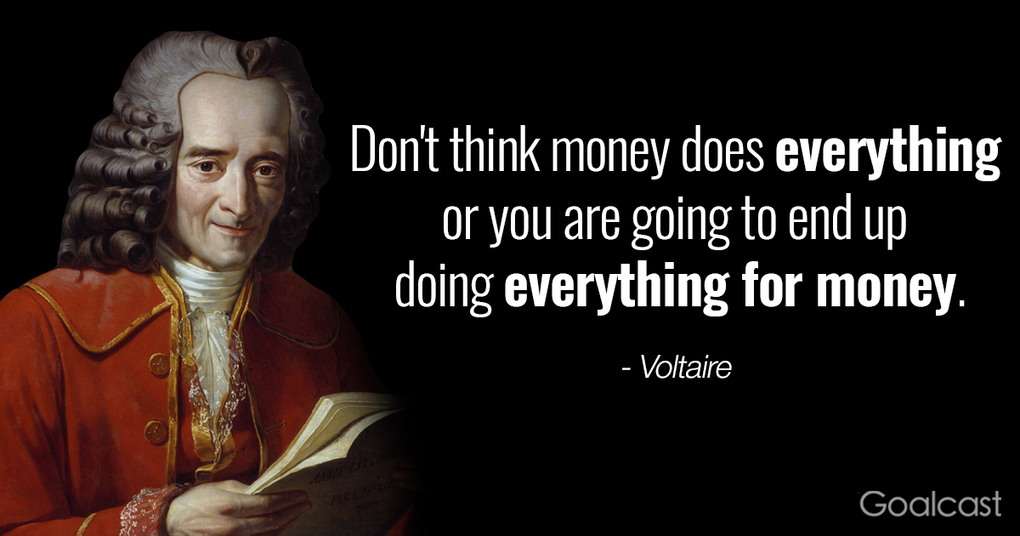 Don't think money does everything
or you are going to end up
doing everything for money.
- Voltaire
Goalcast